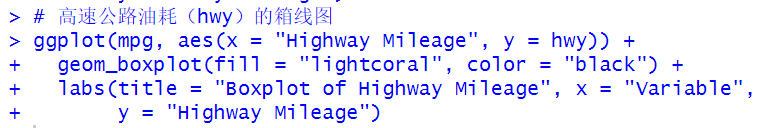 > # 高速公路油耗（hwy）的箱线图
> ggplot(mpg, aes(x = "Highway Mileage", y = hwy)) +
+   geom_boxplot(fill = "lightcoral", color = "black") +
+   labs(title = "Boxplot of Highway Mileage", x = "Variable",
+        y = "Highway Mileage")